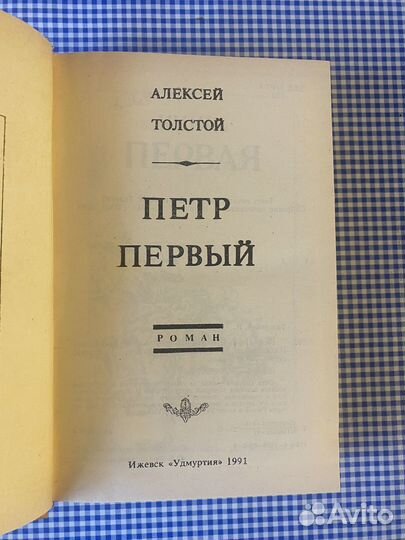 АЛЕКСЕЙ
ТОЛСТОЙ
ПЕТР
ПЕРВЫЙ
РОМАН
Ижевск «Удмуртия» 1991
Avito